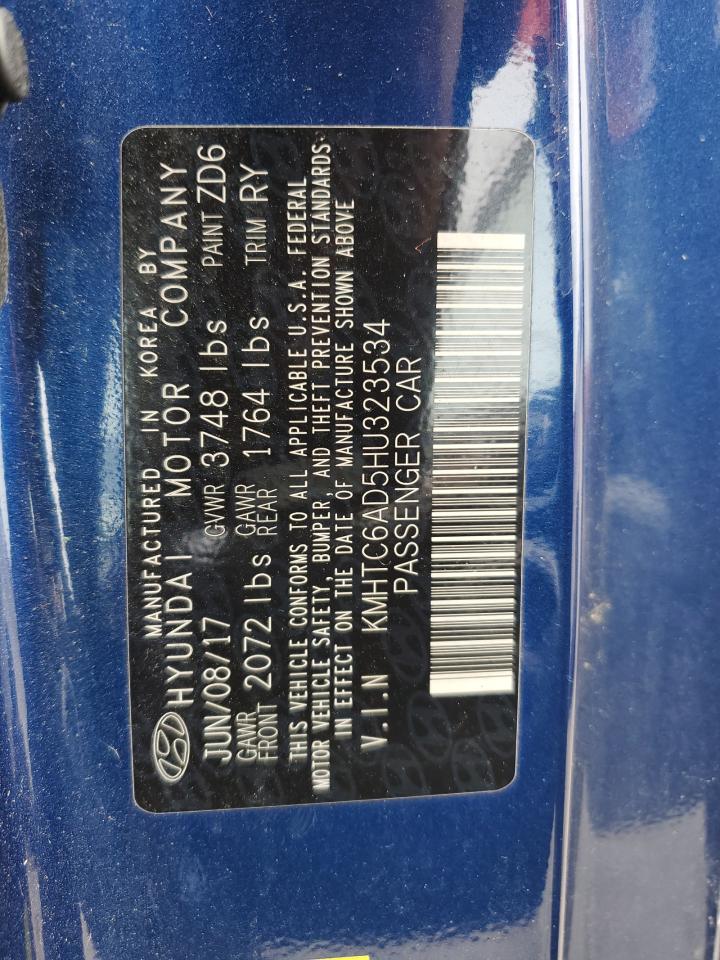 MANUFACTURED IN KOREA BY
HYUNDAI MOTOR COMPANY
JUN/08/17 GVWR 3748 lbs PAINT ZD6
GAWR FRONT 2072 lbs GAWR REAR 1764 lbs TRIM RY
THIS VEHICLE CONFORMS TO ALL APPLICABLE U.S.A. FEDERAL
MOTOR VEHICLE SAFETY, BUMPER, AND THEFT PREVENTION STANDARDS
IN EFFECT ON THE DATE OF MANUFACTURE SHOWN ABOVE
V.I.N KMHTC6AD5HU323534
PASSENGER CAR